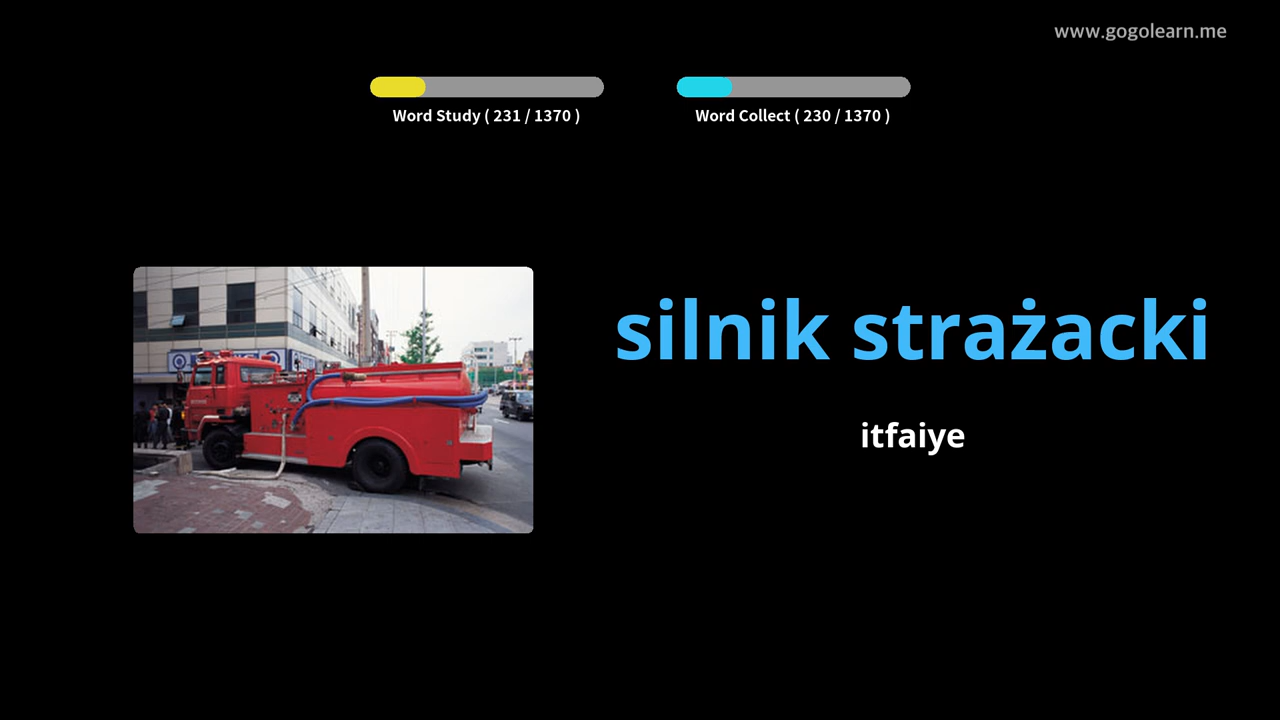 www.gogolearn.me
Word Study ( 231 / 1370 )
Word Collect ( 230 / 1370 )
silnik strażacki
itfaiye